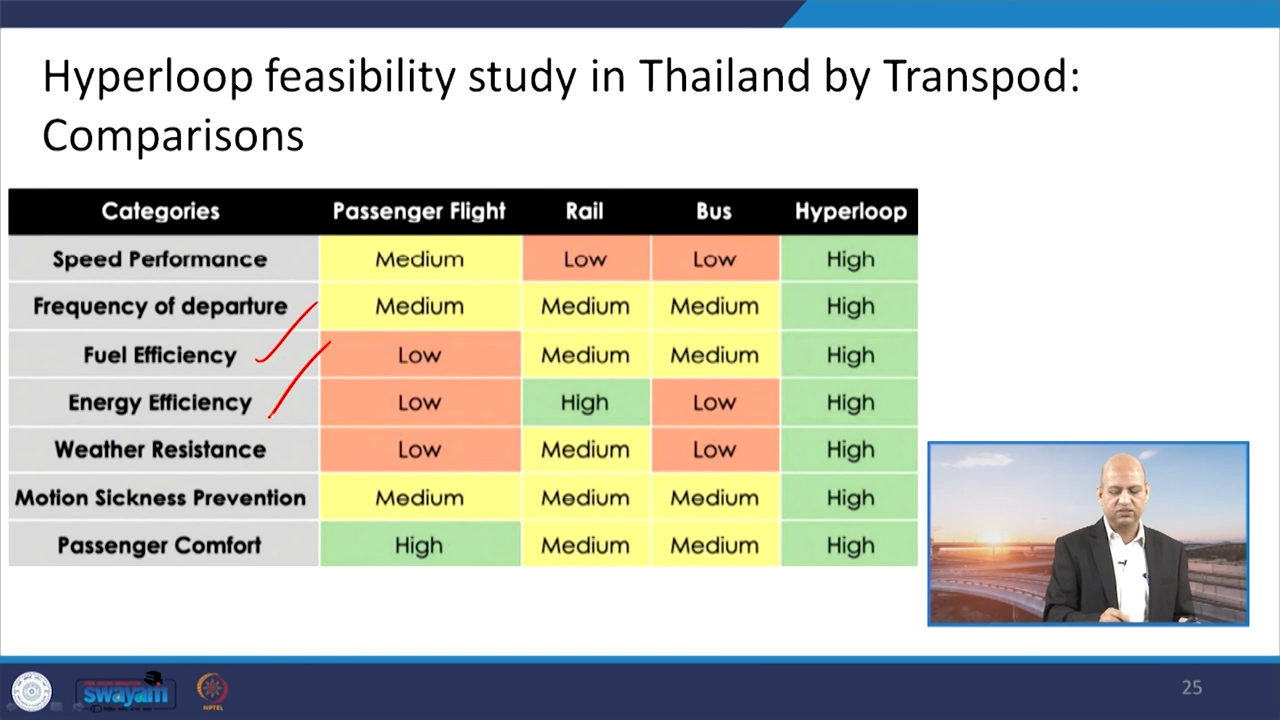 Hyperloop feasibility study in Thailand by Transpod:
Comparisons
Categories Passenger Flight Rail Bus Hyperloop
Speed Performance Medium Low Low High
Frequency of departure Medium Medium Medium High
Fuel Efficiency Low Medium Medium High
Energy Efficiency Low High Low High
Weather Resistance Low Medium Low High
Motion Sickness Prevention Medium Medium Medium High
Passenger Comfort High Medium Medium High
swayam
NPTEL
25